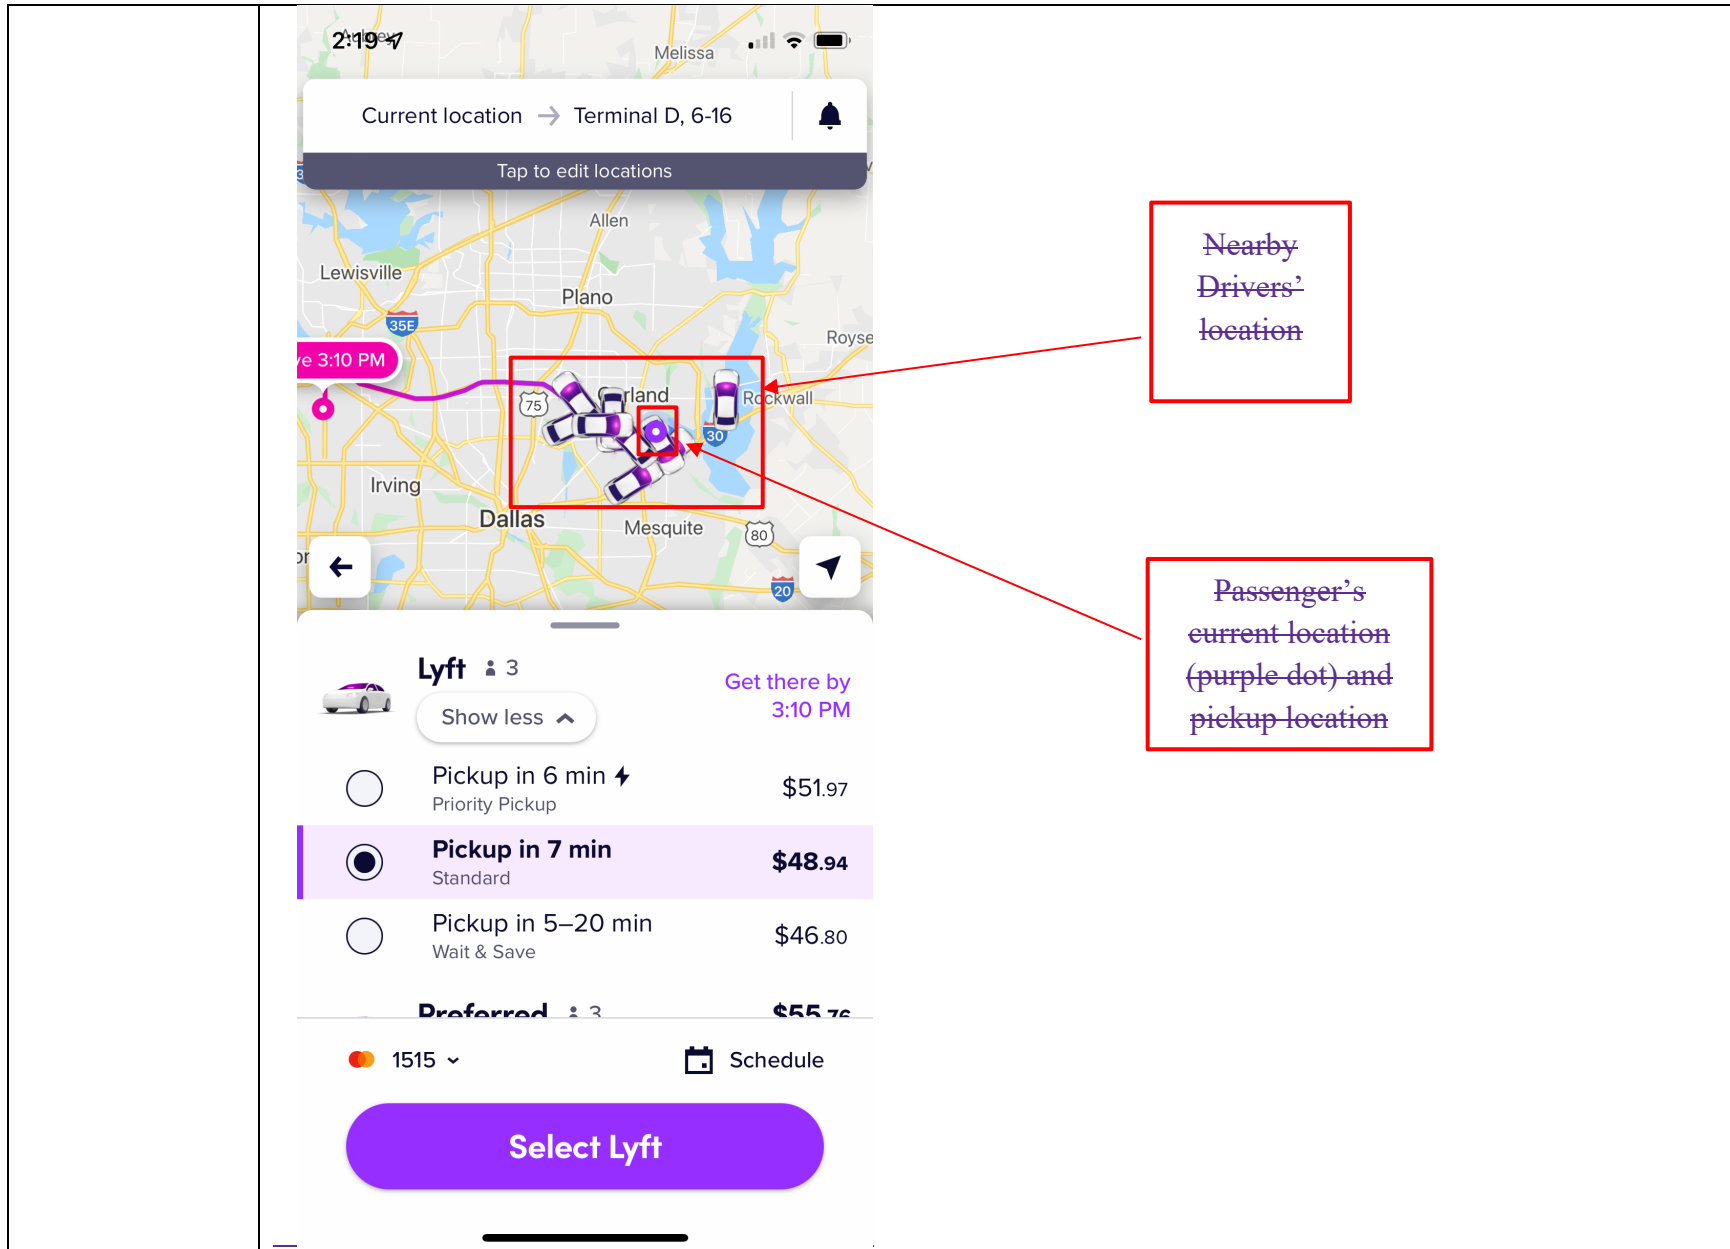 2:19
Melissa
Current location → Terminal D, 6-16
Tap to edit locations
Allen
Lewisville
Plano
35E
Royse
ve 3:10 PM
75
rland
Rockwall
30
Irving
Dallas
Mesquite
80
20
Lyft 3
Get there by
3:10 PM
Show less
Pickup in 6 min
Priority Pickup
$51.97
Pickup in 7 min
Standard
$48.94
Pickup in 5–20 min
Wait & Save
$46.80
Preferred 3
$55.76
1515
Schedule
Select Lyft
Nearby
Drivers’
location
Passenger’s
current location
(purple dot) and
pickup location